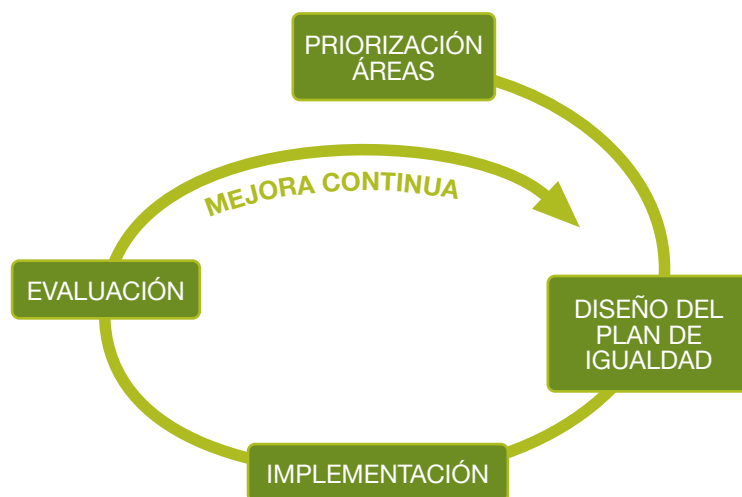 PRIORIZACIÓN
ÁREAS
MEJORA CONTINUA
EVALUACIÓN
DISEÑO DEL
PLAN DE
IGUALDAD
IMPLEMENTACIÓN